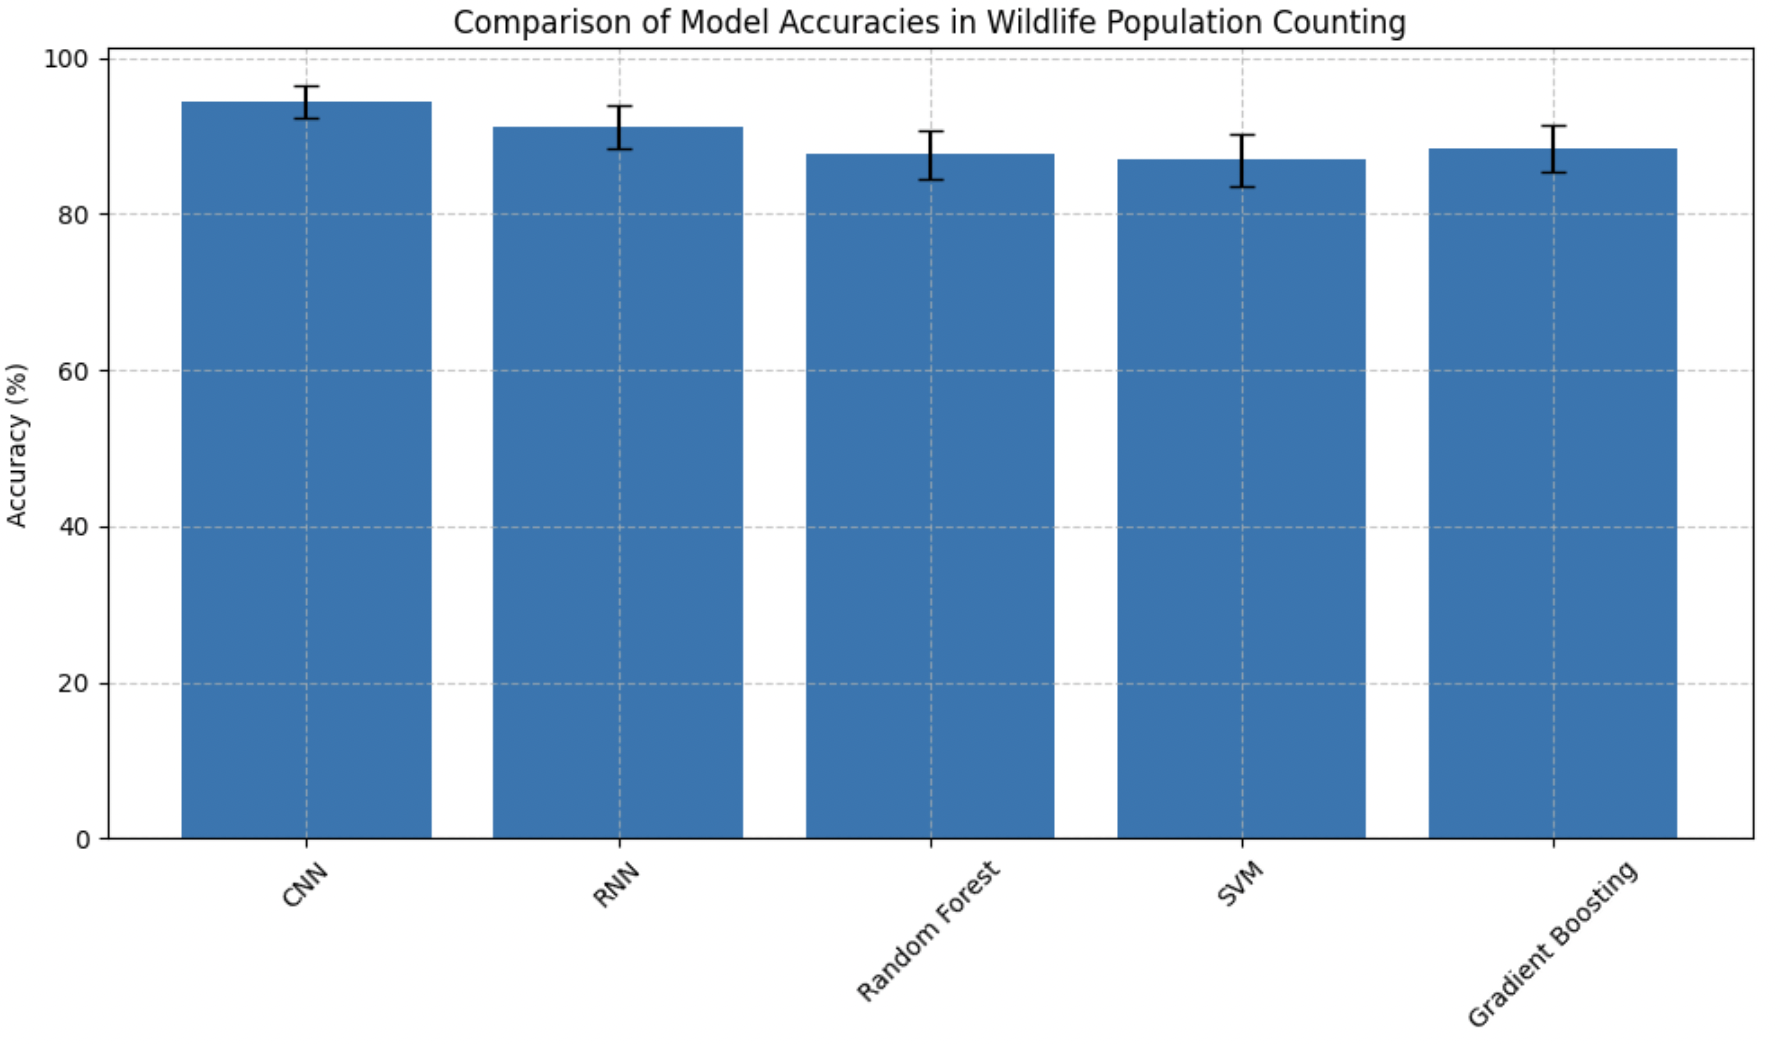 Comparison of Model Accuracies in Wildlife Population Counting
Accuracy (%)
100
80
60
40
20
0
CNN
RNN
Random Forest
SVM
Gradient Boosting